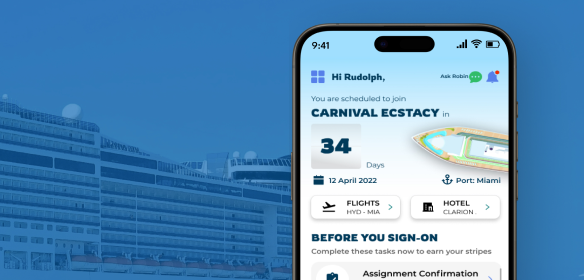 9:41
Hi Rudolph,
Ask Robin
You are scheduled to join
CARNIVAL ECSTACY in
34
Days
12 April 2022
Port: Miami
FLIGHTS
HYD - MIA
HOTEL
CLARION
BEFORE YOU SIGN-ON
Complete these tasks now to earn your stripes
Assignment Confirmation